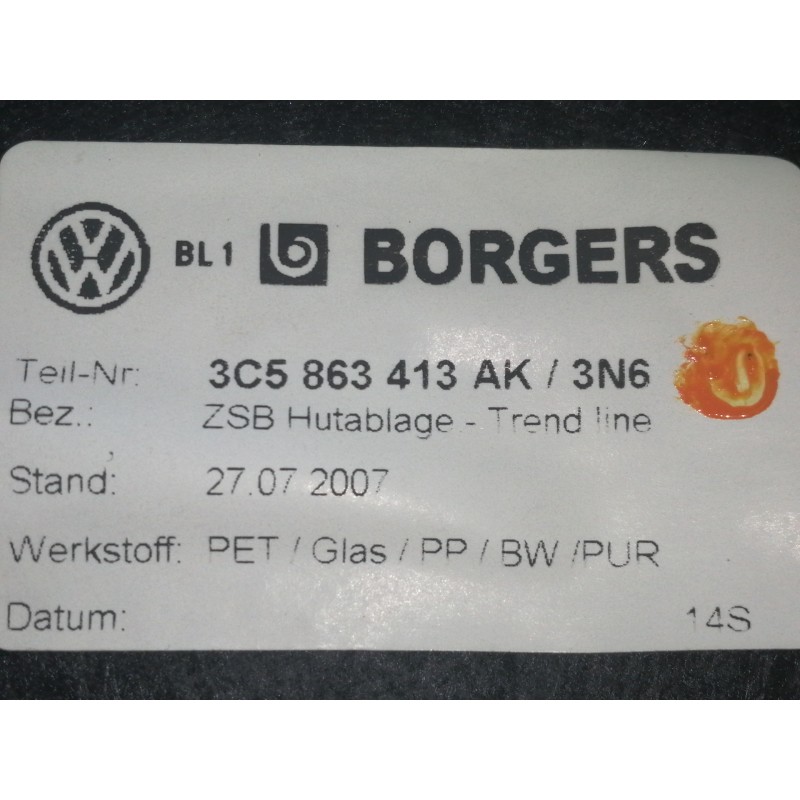 VW BL1 BORGERS
Teil-Nr: 3C5 863 413 AK / 3N6
Bez.: ZSB Hutablage - Trend line
Stand: 27.07 2007
Werkstoff: PET / Glas / PP / BW /PUR
Datum: 14S